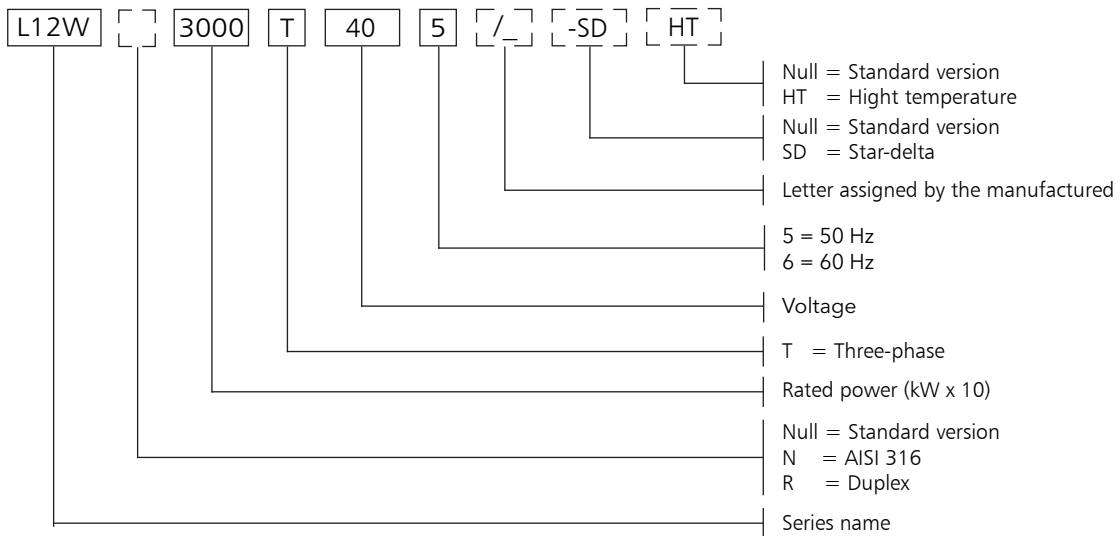 L12W 3000 T 40 5 /_ -SD HT
Null = Standard version
HT = Hight temperature
Null = Standard version
SD = Star-delta
Letter assigned by the manufactured
5 = 50 Hz
6 = 60 Hz
Voltage
T = Three-phase
Rated power (kW x 10)
Null = Standard version
N = AISI 316
R = Duplex
Series name